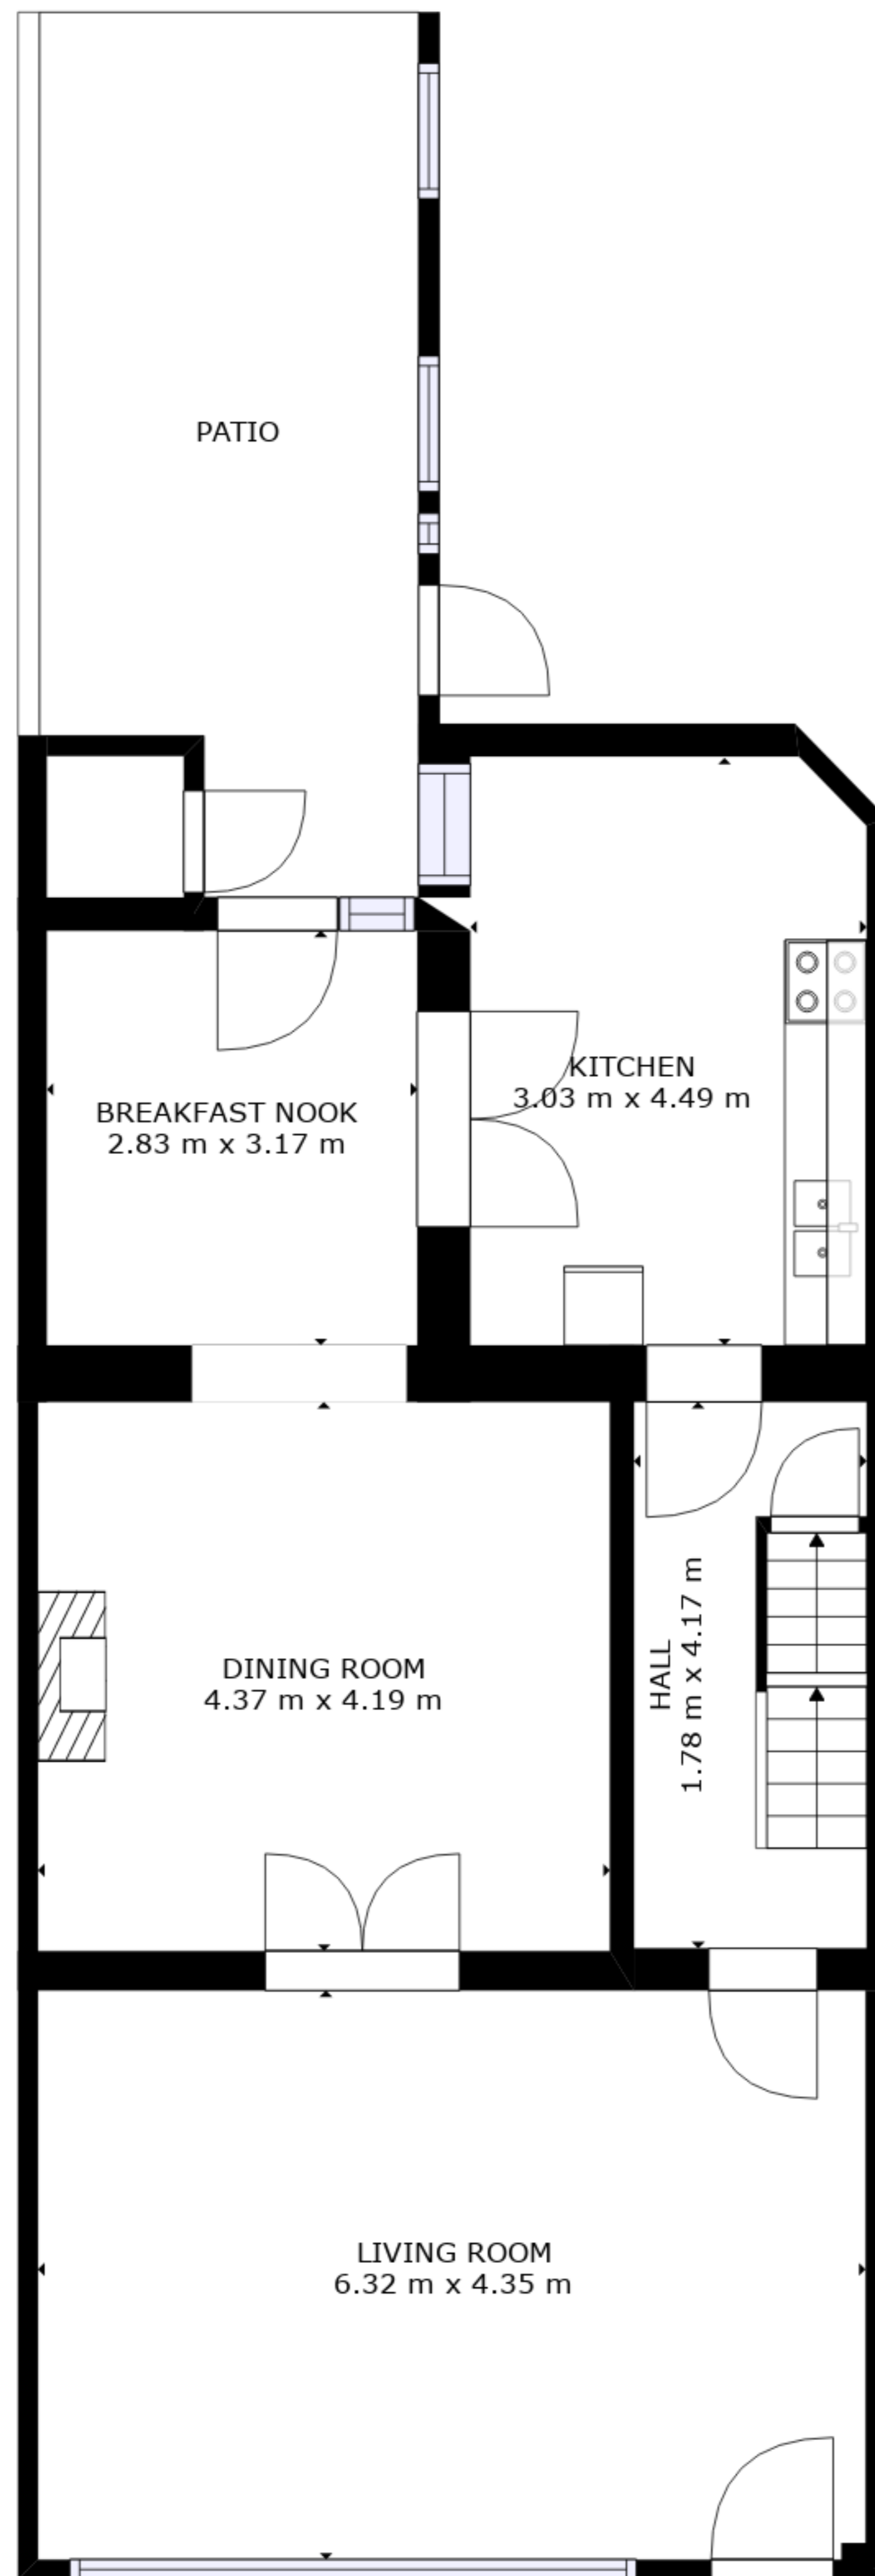 PATIO
KITCHEN
3.03 m x 4.49 m
BREAKFAST NOOK
2.83 m x 3.17 m
DINING ROOM
4.37 m x 4.19 m
HALL
1.78 m x 4.17 m
LIVING ROOM
6.32 m x 4.35 m